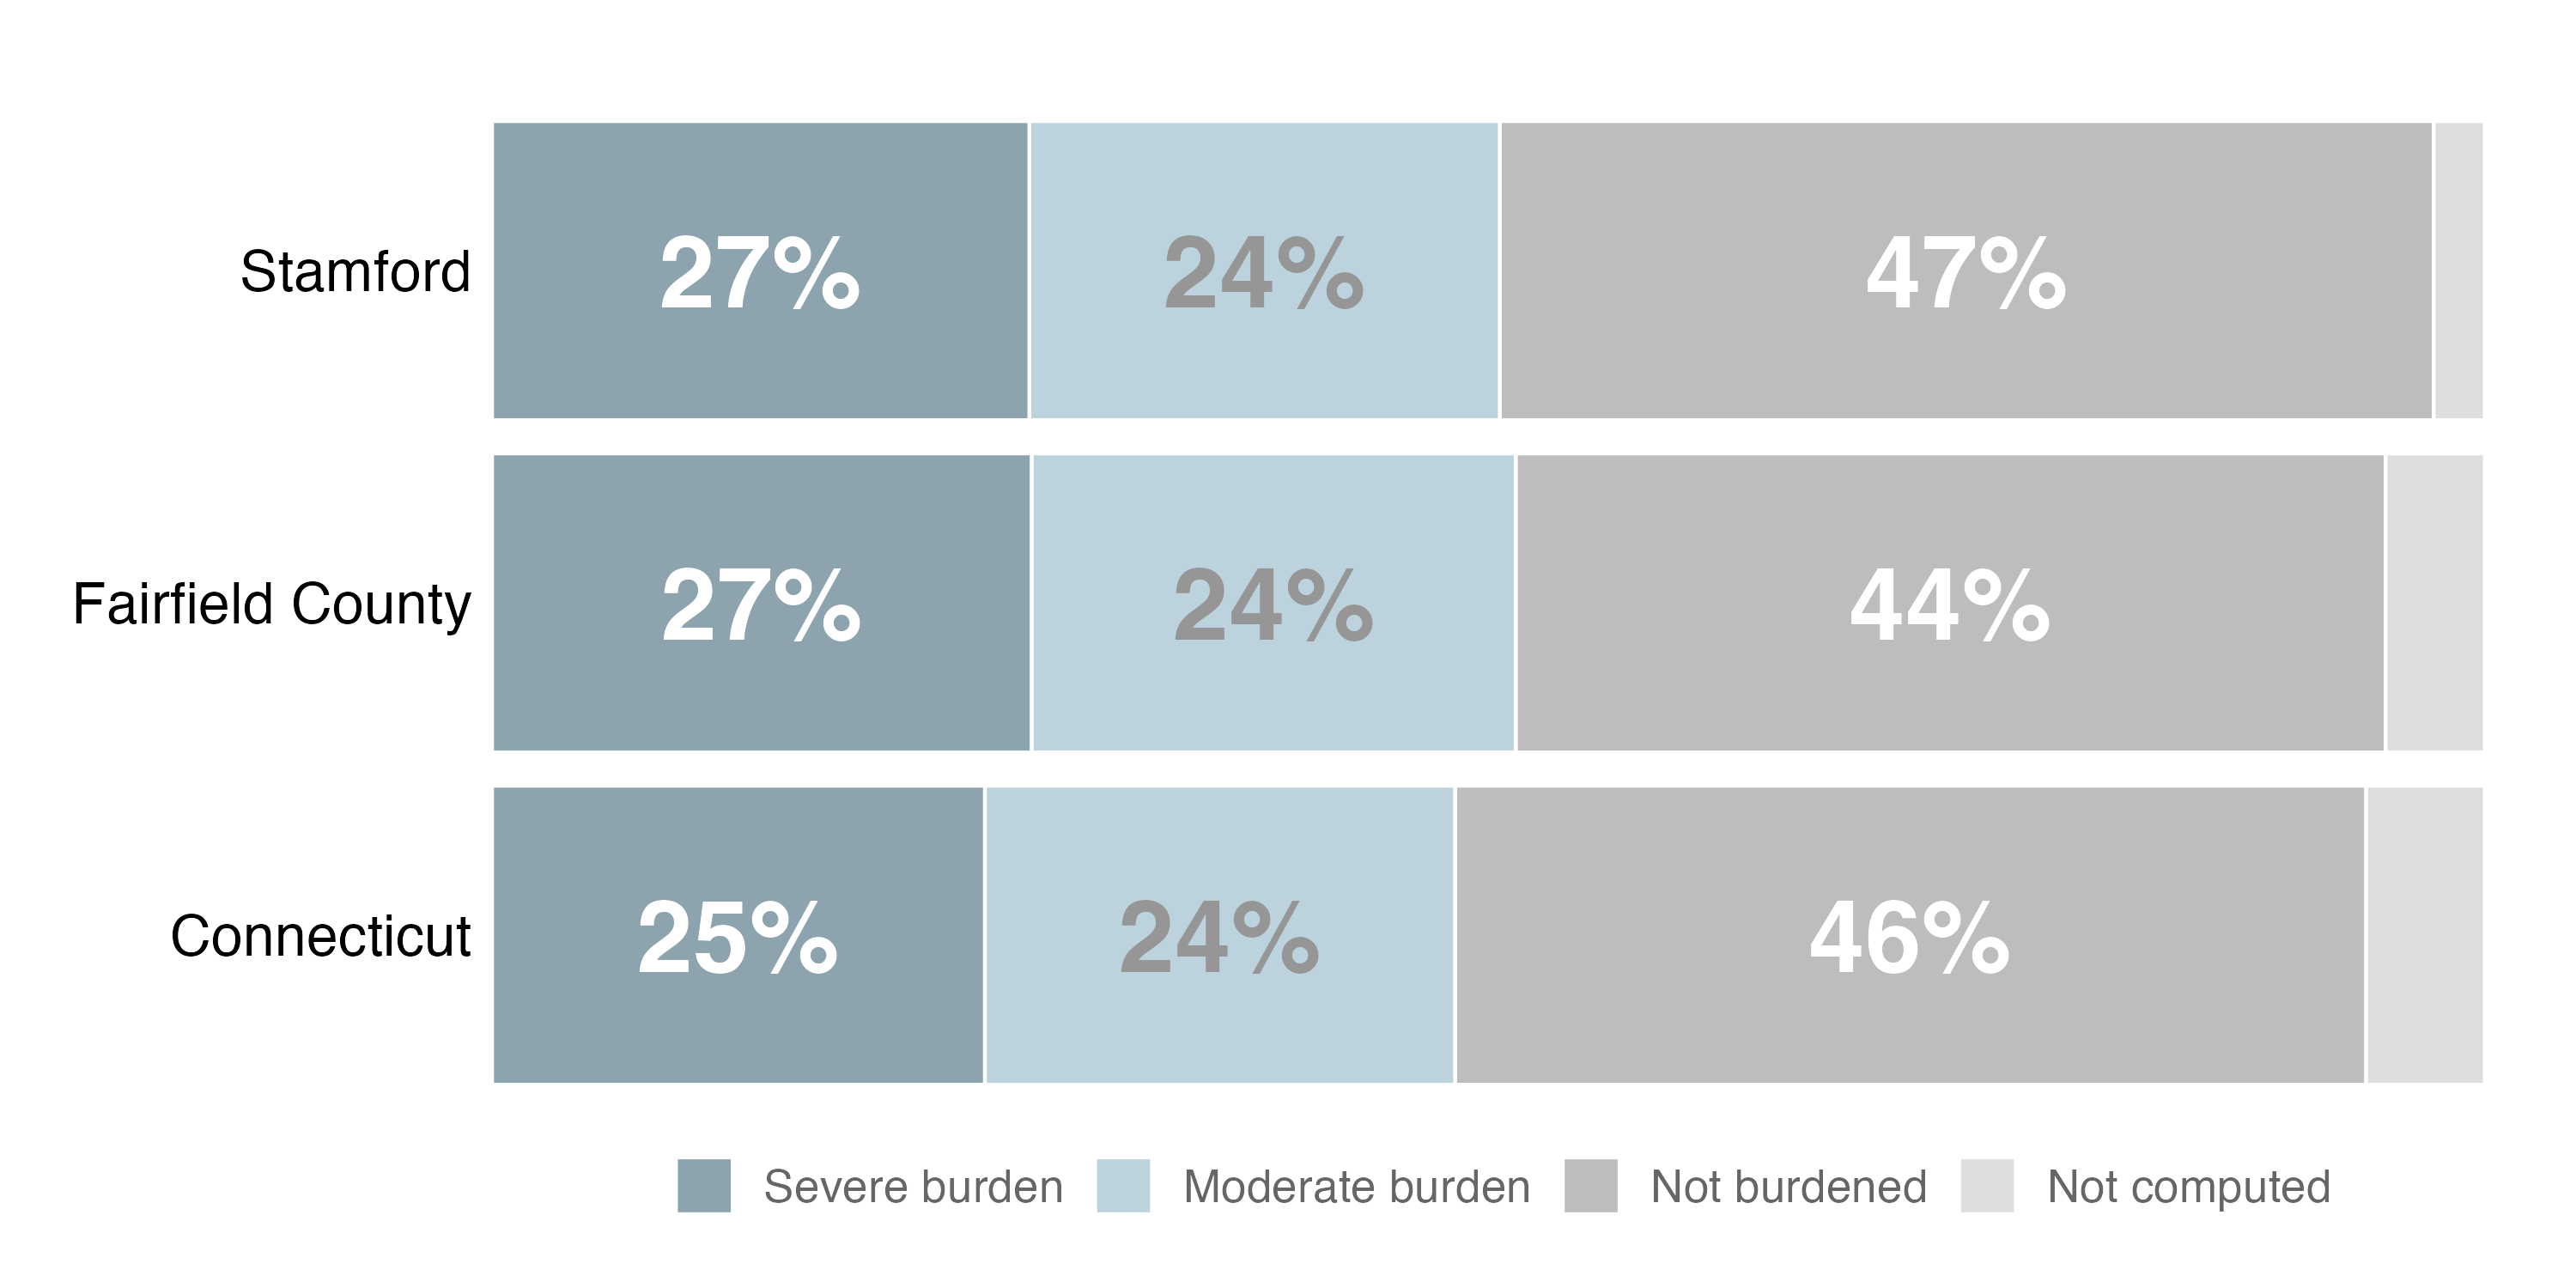 Stamford 27% 24% 47%
Fairfield County 27% 24% 44%
Connecticut 25% 24% 46%
Severe burden Moderate burden Not burdened Not computed